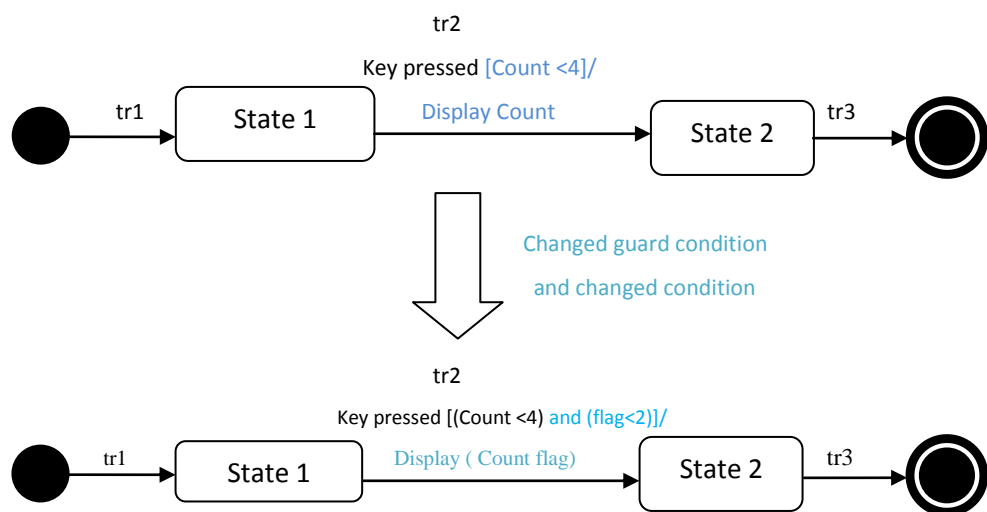 tr2
Key pressed [Count <4]/
tr1
State 1
Display Count
State 2
tr3
Changed guard condition
and changed condition
tr2
Key pressed [(Count <4) and (flag<2)]/
tr1
State 1
Display ( Count flag)
State 2
tr3